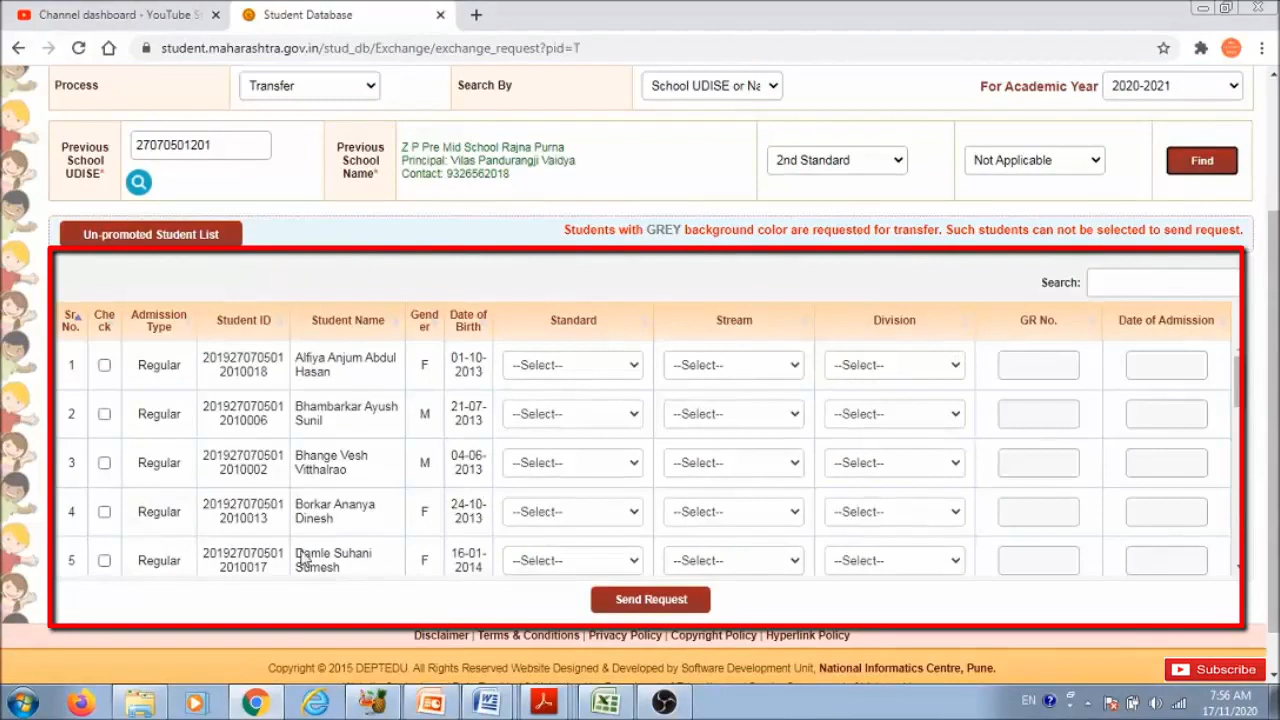 Channel dashboard - YouTube S
Student Database
student.maharashtra.gov.in/stud_db/Exchange/exchange_request?pid=T
Process
Transfer
Search By
School UDISE or Na
For Academic Year
2020-2021
Previous School UDISE*
27070501201
Previous School Name*
Z P Pre Mid School Rajna Purna
Principal: Vilas Pandurangji Vaidya
Contact: 9326562018
2nd Standard
Not Applicable
Find
Un-promoted Student List
Students with GREY background color are requested for transfer. Such students can not be selected to send request.
Search:
Sr No. Che ck Admission Type Student ID Student Name Gend er Date of Birth Standard Stream Division GR No. Date of Admission
1 Regular 201927070501 2010018 Alfiya Anjum Abdul Hasan F 01-10-2013 --Select-- --Select-- --Select--
2 Regular 201927070501 2010006 Bhambarkar Ayush Sunil M 21-07-2013 --Select-- --Select-- --Select--
3 Regular 201927070501 2010002 Bhange Vesh Vitthalrao M 04-06-2013 --Select-- --Select-- --Select--
4 Regular 201927070501 2010013 Borkar Ananya Dinesh F 24-10-2013 --Select-- --Select-- --Select--
5 Regular 201927070501 2010017 Damle Suhani F 16-01-2014 --Select-- --Select-- --Select--
Send Request
Disclaimer | Terms & Conditions | Privacy Policy | Copyright Policy | Hyperlink Policy
Copyright © 2015 DEPTEDU. All Rights Reserved Website Designed & Developed by Software Development Unit, National Informatics Centre, Pune.
Subscribe
EN
7:56 AM
17/11/2020